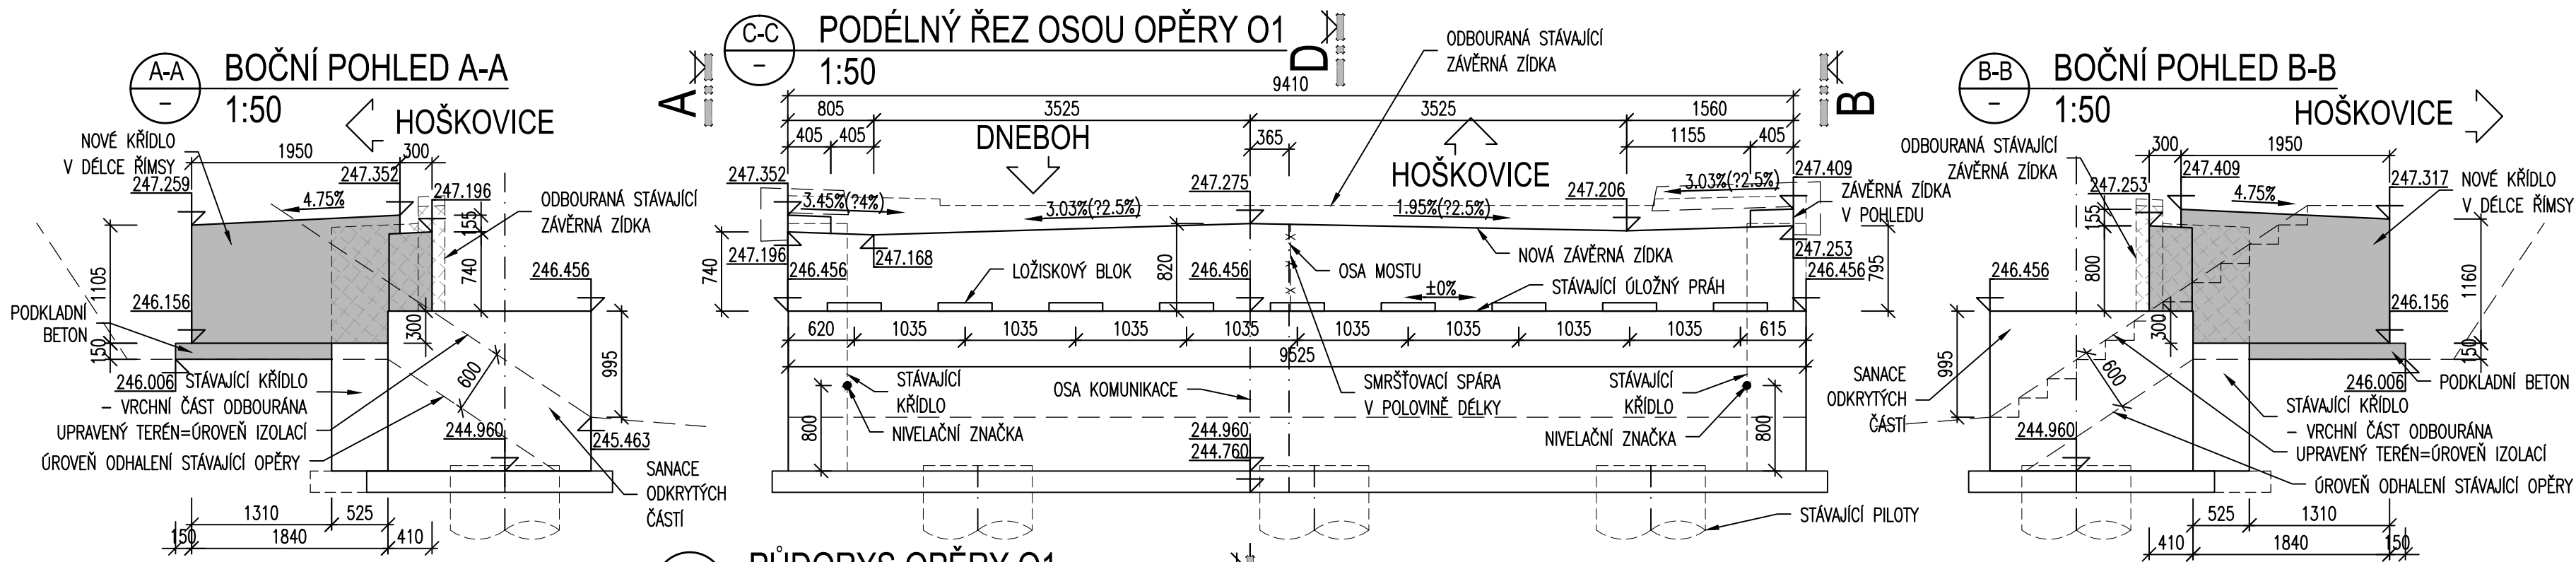 A-A
-
BOČNÍ POHLED A-A
1:50
HOŠKOVICE
NOVÉ KŘÍDLO
V DÉLCE ŘÍMSY
1950
300
247.352
247.259
247.196
4.75%
155
ODBOURANÁ STÁVAJÍCÍ
ZÁVĚRNÁ ZÍDKA
1105
740
246.456
246.156
PODKLADNÍ
BETON
150
300
995
600
246.006
STÁVAJÍCÍ KŘÍDLO
– VRCHNÍ ČÁST ODBOURÁNA
UPRAVENÝ TERÉN=ÚROVEŇ IZOLACÍ
ÚROVEŇ ODHALENÍ STÁVAJÍCÍ OPĚRY
244.960
245.463
SANACE
ODKRYTÝCH
ČÁSTÍ
1310
525
150
1840
410
A
C-C
-
PODÉLNÝ ŘEZ OSOU OPĚRY O1
1:50
D
ODBOURANÁ STÁVAJÍCÍ
ZÁVĚRNÁ ZÍDKA
B
9410
805
3525
3525
1560
405
405
365
1155
405
DNEBOH
HOŠKOVICE
247.352
247.275
247.206
247.409
3.45%(?4%)
3.03%(?2.5%)
1.95%(?2.5%)
3.03%(?2.5%)
ZÁVĚRNÁ ZÍDKA
V POHLEDU
247.196
247.168
NOVÁ ZÁVĚRNÁ ZÍDKA
247.253
740
246.456
LOŽISKOVÝ BLOK
820
246.456
OSA MOSTU
±0%
STÁVAJÍCÍ ÚLOŽNÝ PRÁH
246.456
795
620
1035
1035
1035
1035
1035
1035
1035
1035
615
9525
STÁVAJÍCÍ
KŘÍDLO
OSA KOMUNIKACE
SMRŠŤOVACÍ SPÁRA
V POLOVINĚ DÉLKY
STÁVAJÍCÍ
KŘÍDLO
800
NIVELAČNÍ ZNAČKA
244.960
244.760
NIVELAČNÍ ZNAČKA
800
STÁVAJÍCÍ PILOTY
B-B
-
BOČNÍ POHLED B-B
1:50
HOŠKOVICE
ODBOURANÁ STÁVAJÍCÍ
ZÁVĚRNÁ ZÍDKA
300
1950
247.409
247.253
4.75%
247.317
NOVÉ KŘÍDLO
V DÉLCE ŘÍMSY
155
800
1160
246.456
246.156
300
150
995
600
SANACE
ODKRYTÝCH
ČÁSTÍ
246.006
PODKLADNÍ BETON
STÁVAJÍCÍ KŘÍDLO
– VRCHNÍ ČÁST ODBOURÁNA
UPRAVENÝ TERÉN=ÚROVEŇ IZOLACÍ
ÚROVEŇ ODHALENÍ STÁVAJÍCÍ OPĚRY
244.960
525
1310
410
1840
150
PŮDORYS OPĚRY O1